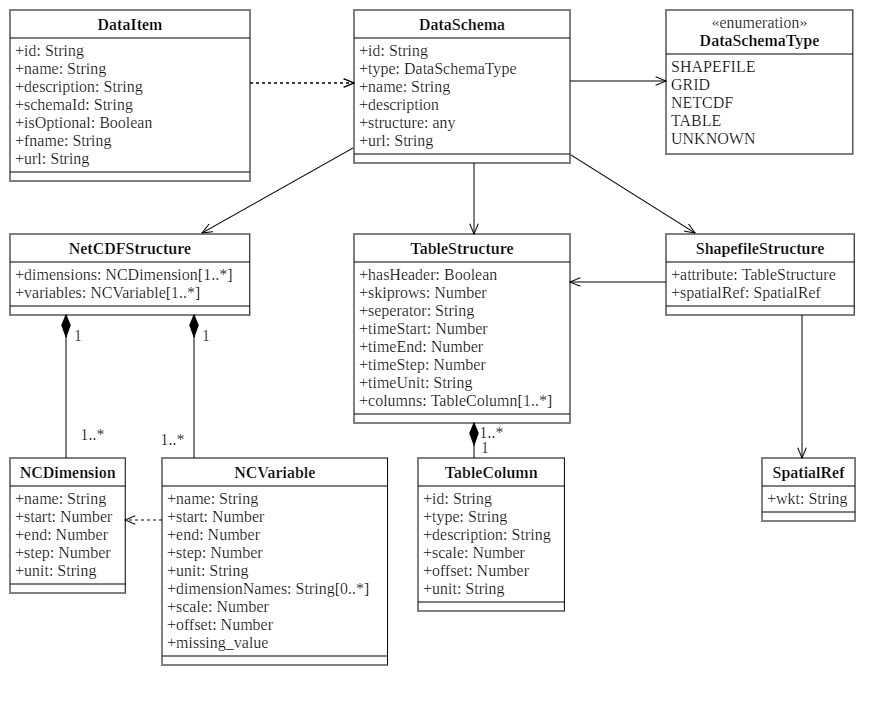 DataItem
+id: String
+name: String
+description: String
+schemaId: String
+isOptional: Boolean
+fname: String
+url: String
DataSchema
+id: String
+type: DataSchemaType
+name: String
+description
+structure: any
+url: String
«enumeration»
DataSchemaType
SHAPEFILE
GRID
NETCDF
TABLE
UNKNOWN
NetCDFStructure
+dimensions: NCDimension[1..*]
+variables: NCVariable[1..*]
TableStructure
+hasHeader: Boolean
+skiprows: Number
+seperator: String
+timeStart: Number
+timeEnd: Number
+timeStep: Number
+timeUnit: String
+columns: TableColumn[1..*]
ShapefileStructure
+attribute: TableStructure
+spatialRef: SpatialRef
1
1
1..*
1..*
1..*
1
NCDimension
+name: String
+start: Number
+end: Number
+step: Number
+unit: String
NCVariable
+name: String
+start: Number
+end: Number
+step: Number
+unit: String
+dimensionNames: String[0..*]
+scale: Number
+offset: Number
+missing_value
TableColumn
+id: String
+type: String
+description: String
+scale: Number
+offset: Number
+unit: String
SpatialRef
+wkt: String